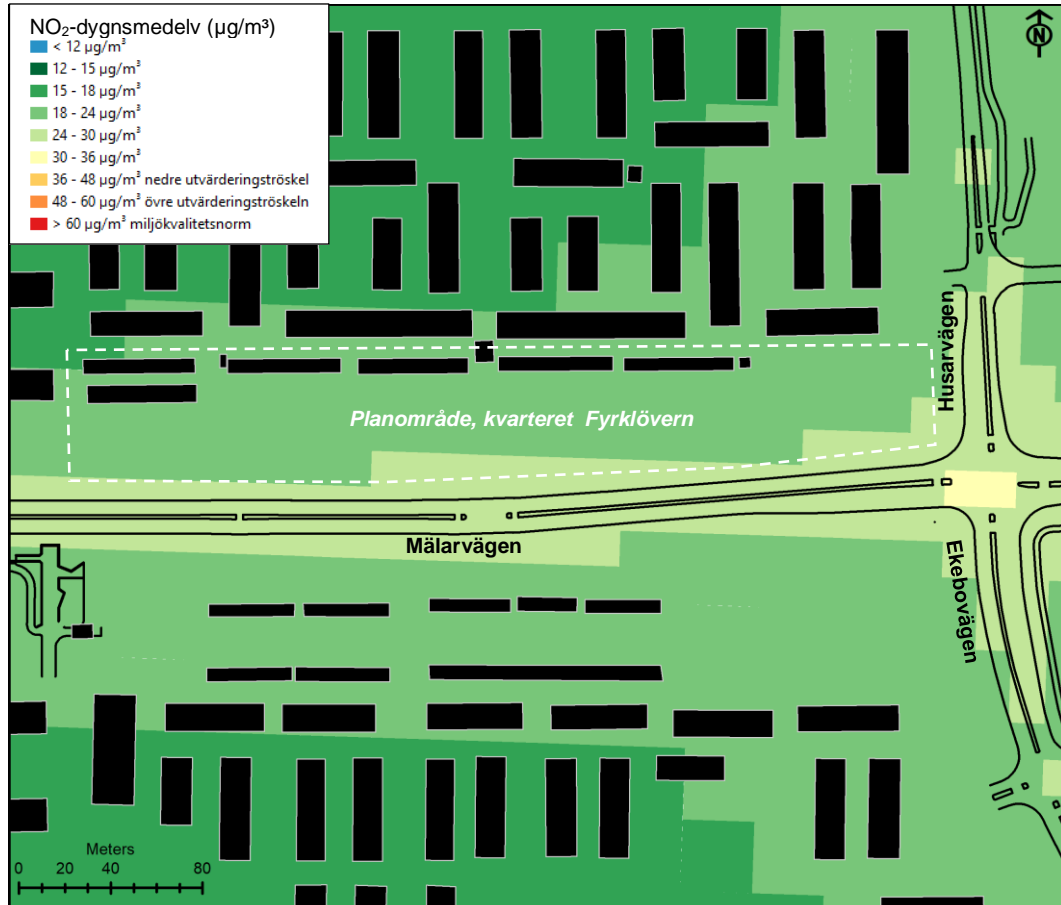 NO₂-dygnsmedelv (µg/m³)
< 12 µg/m³
12 - 15 µg/m³
15 - 18 µg/m³
18 - 24 µg/m³
24 - 30 µg/m³
30 - 36 µg/m³
36 - 48 µg/m³ nedre utvärderingströskel
48 - 60 µg/m³ övre utvärderingströskeln
> 60 µg/m³ miljökvalitetsnorm
N
Husarvägen
Planområde, kvarteret Fyrklövern
Mälarvägen
Ekebovägen
Meters
0 20 40 80